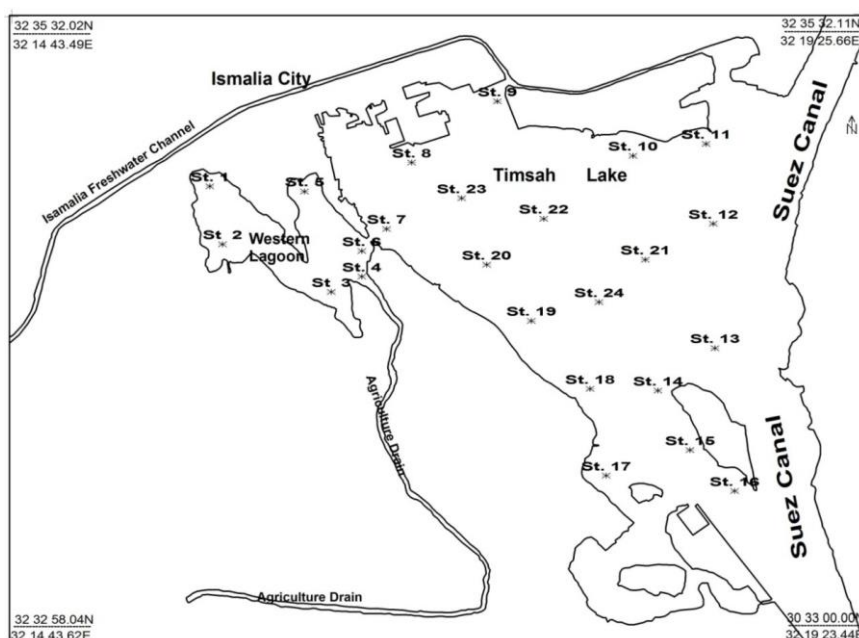 32 35 32.02N
32 14 43.49E
32 35 32.11N
32 19 25.66E
Ismalia City
Suez Canal
N
St. 9
St. 11
St. 10
St. 8
Timsah Lake
Isamalia Freshwater Channel
St. 1
St. 5
St. 23
St. 22
St. 12
St. 7
St 2
Western
Lagoon
St. 6
St. 21
St. 20
St. 4
St. 3
St. 24
St. 19
St. 13
St. 18
St. 14
Agriculture Drain
St. 15
St. 17
St. 16
Suez Canal
Agriculture Drain
32 32 58.04N
32 14 43.62E
30 33 00.00N
32 19 23.44E